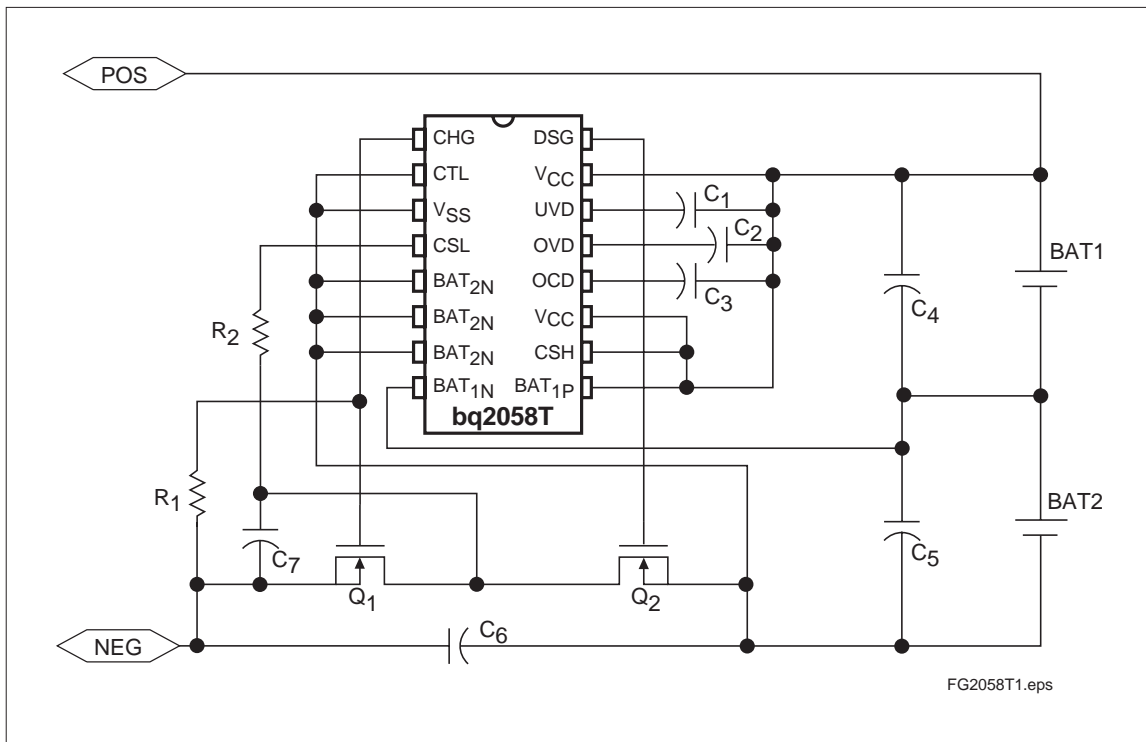 POS
CHG
CTL
VSS
CSL
BAT2N
BAT2N
BAT2N
BAT1N
DSG
VCC
UVD
OVD
OCD
VCC
CSH
BAT1P
bq2058T
C1
C2
C3
C4
BAT1
R2
R1
C7
Q1
Q2
C5
BAT2
NEG
C6
FG2058T1.eps